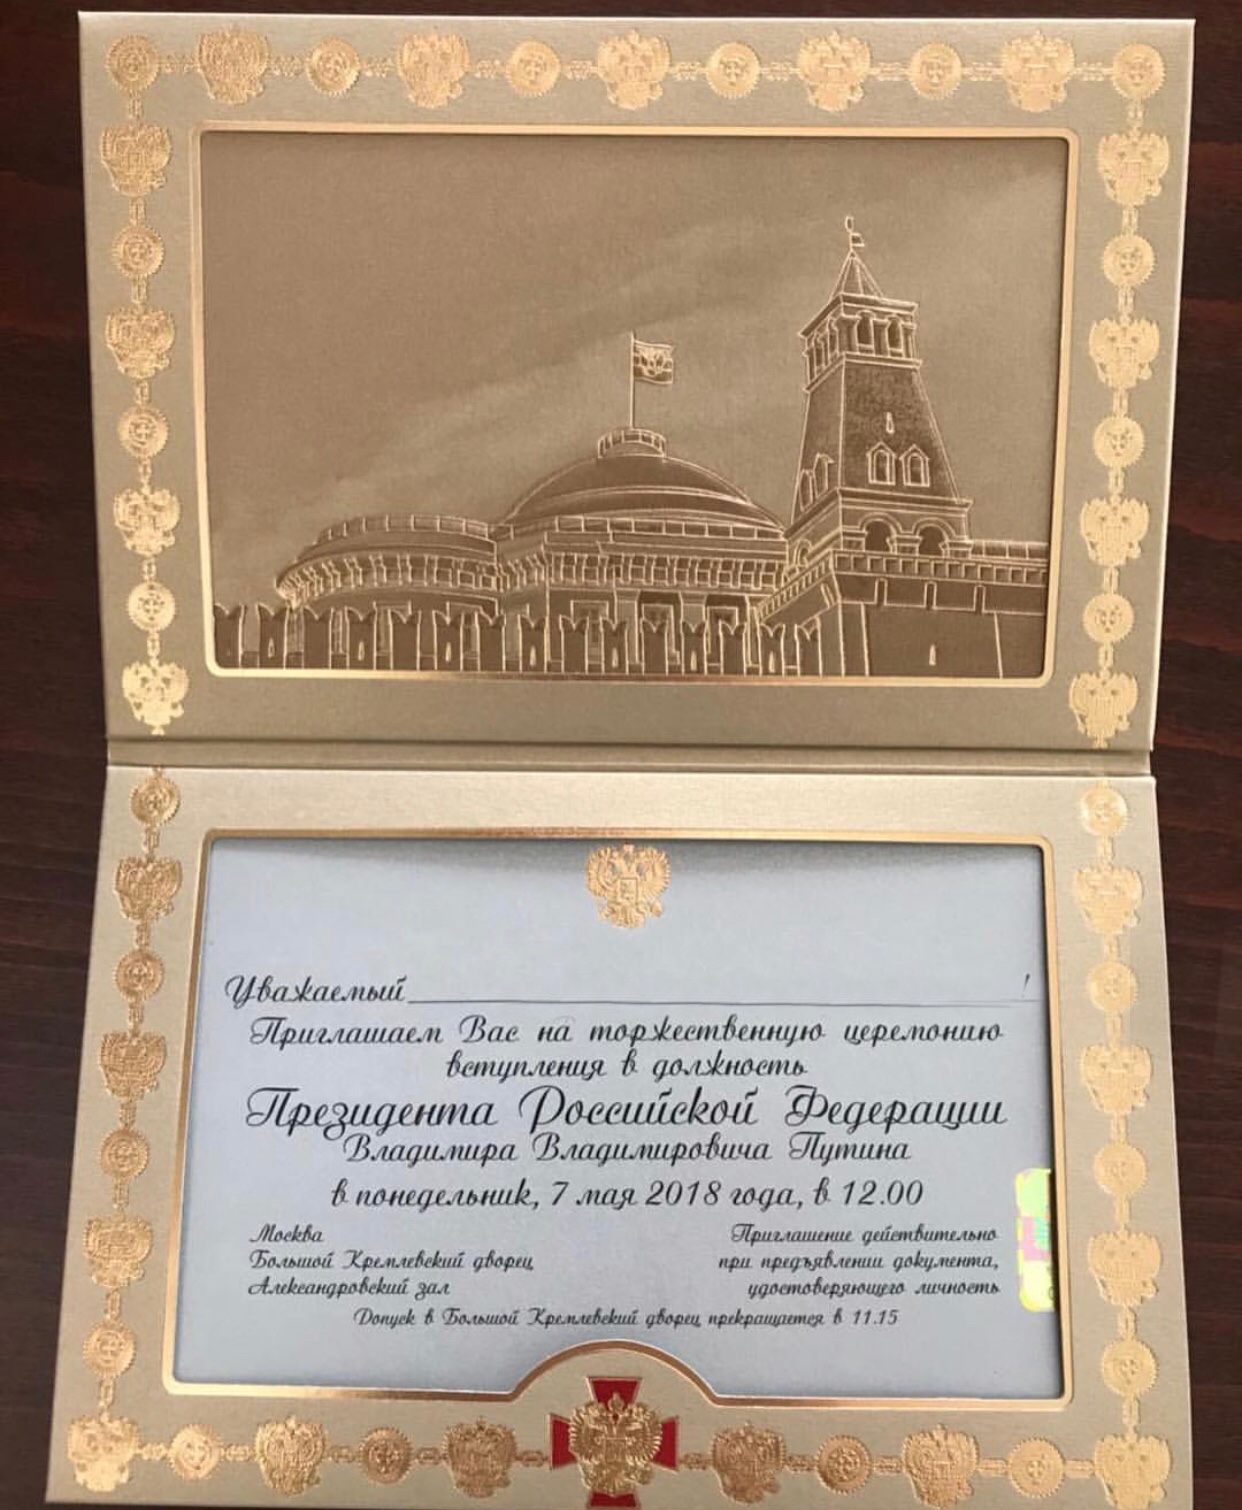 Уважаемый !
Приглашаем Вас на торжественную церемонию
вступления в должность
Президента Российской Федерации
Владимира Владимировича Путина
в понедельник, 7 мая 2018 года, в 12.00
Москва
Большой Кремлевский дворец
Александровский зал
Приглашение действительно
при предъявлении документа,
удостоверяющего личность
Допуск в Большой Кремлевский дворец прекращается в 11.15